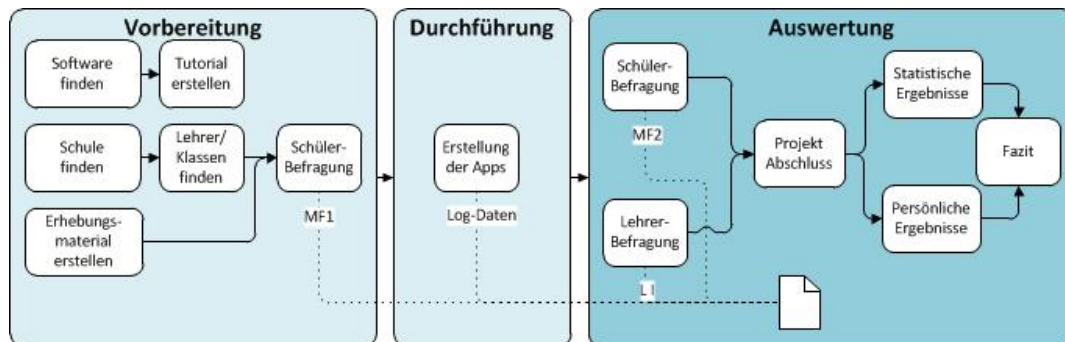 Vorbereitung
Software
finden
Tutorial
erstellen
Schule
finden
Lehrer/
Klassen
finden
Schüler-
Befragung
MF1
Erhebungs-
material
erstellen
Durchführung
Erstellung
der Apps
Log-Daten
Auswertung
Schüler-
Befragung
MF2
Lehrer-
Befragung
L I
Projekt
Abschluss
Statistische
Ergebnisse
Persönliche
Ergebnisse
Fazit